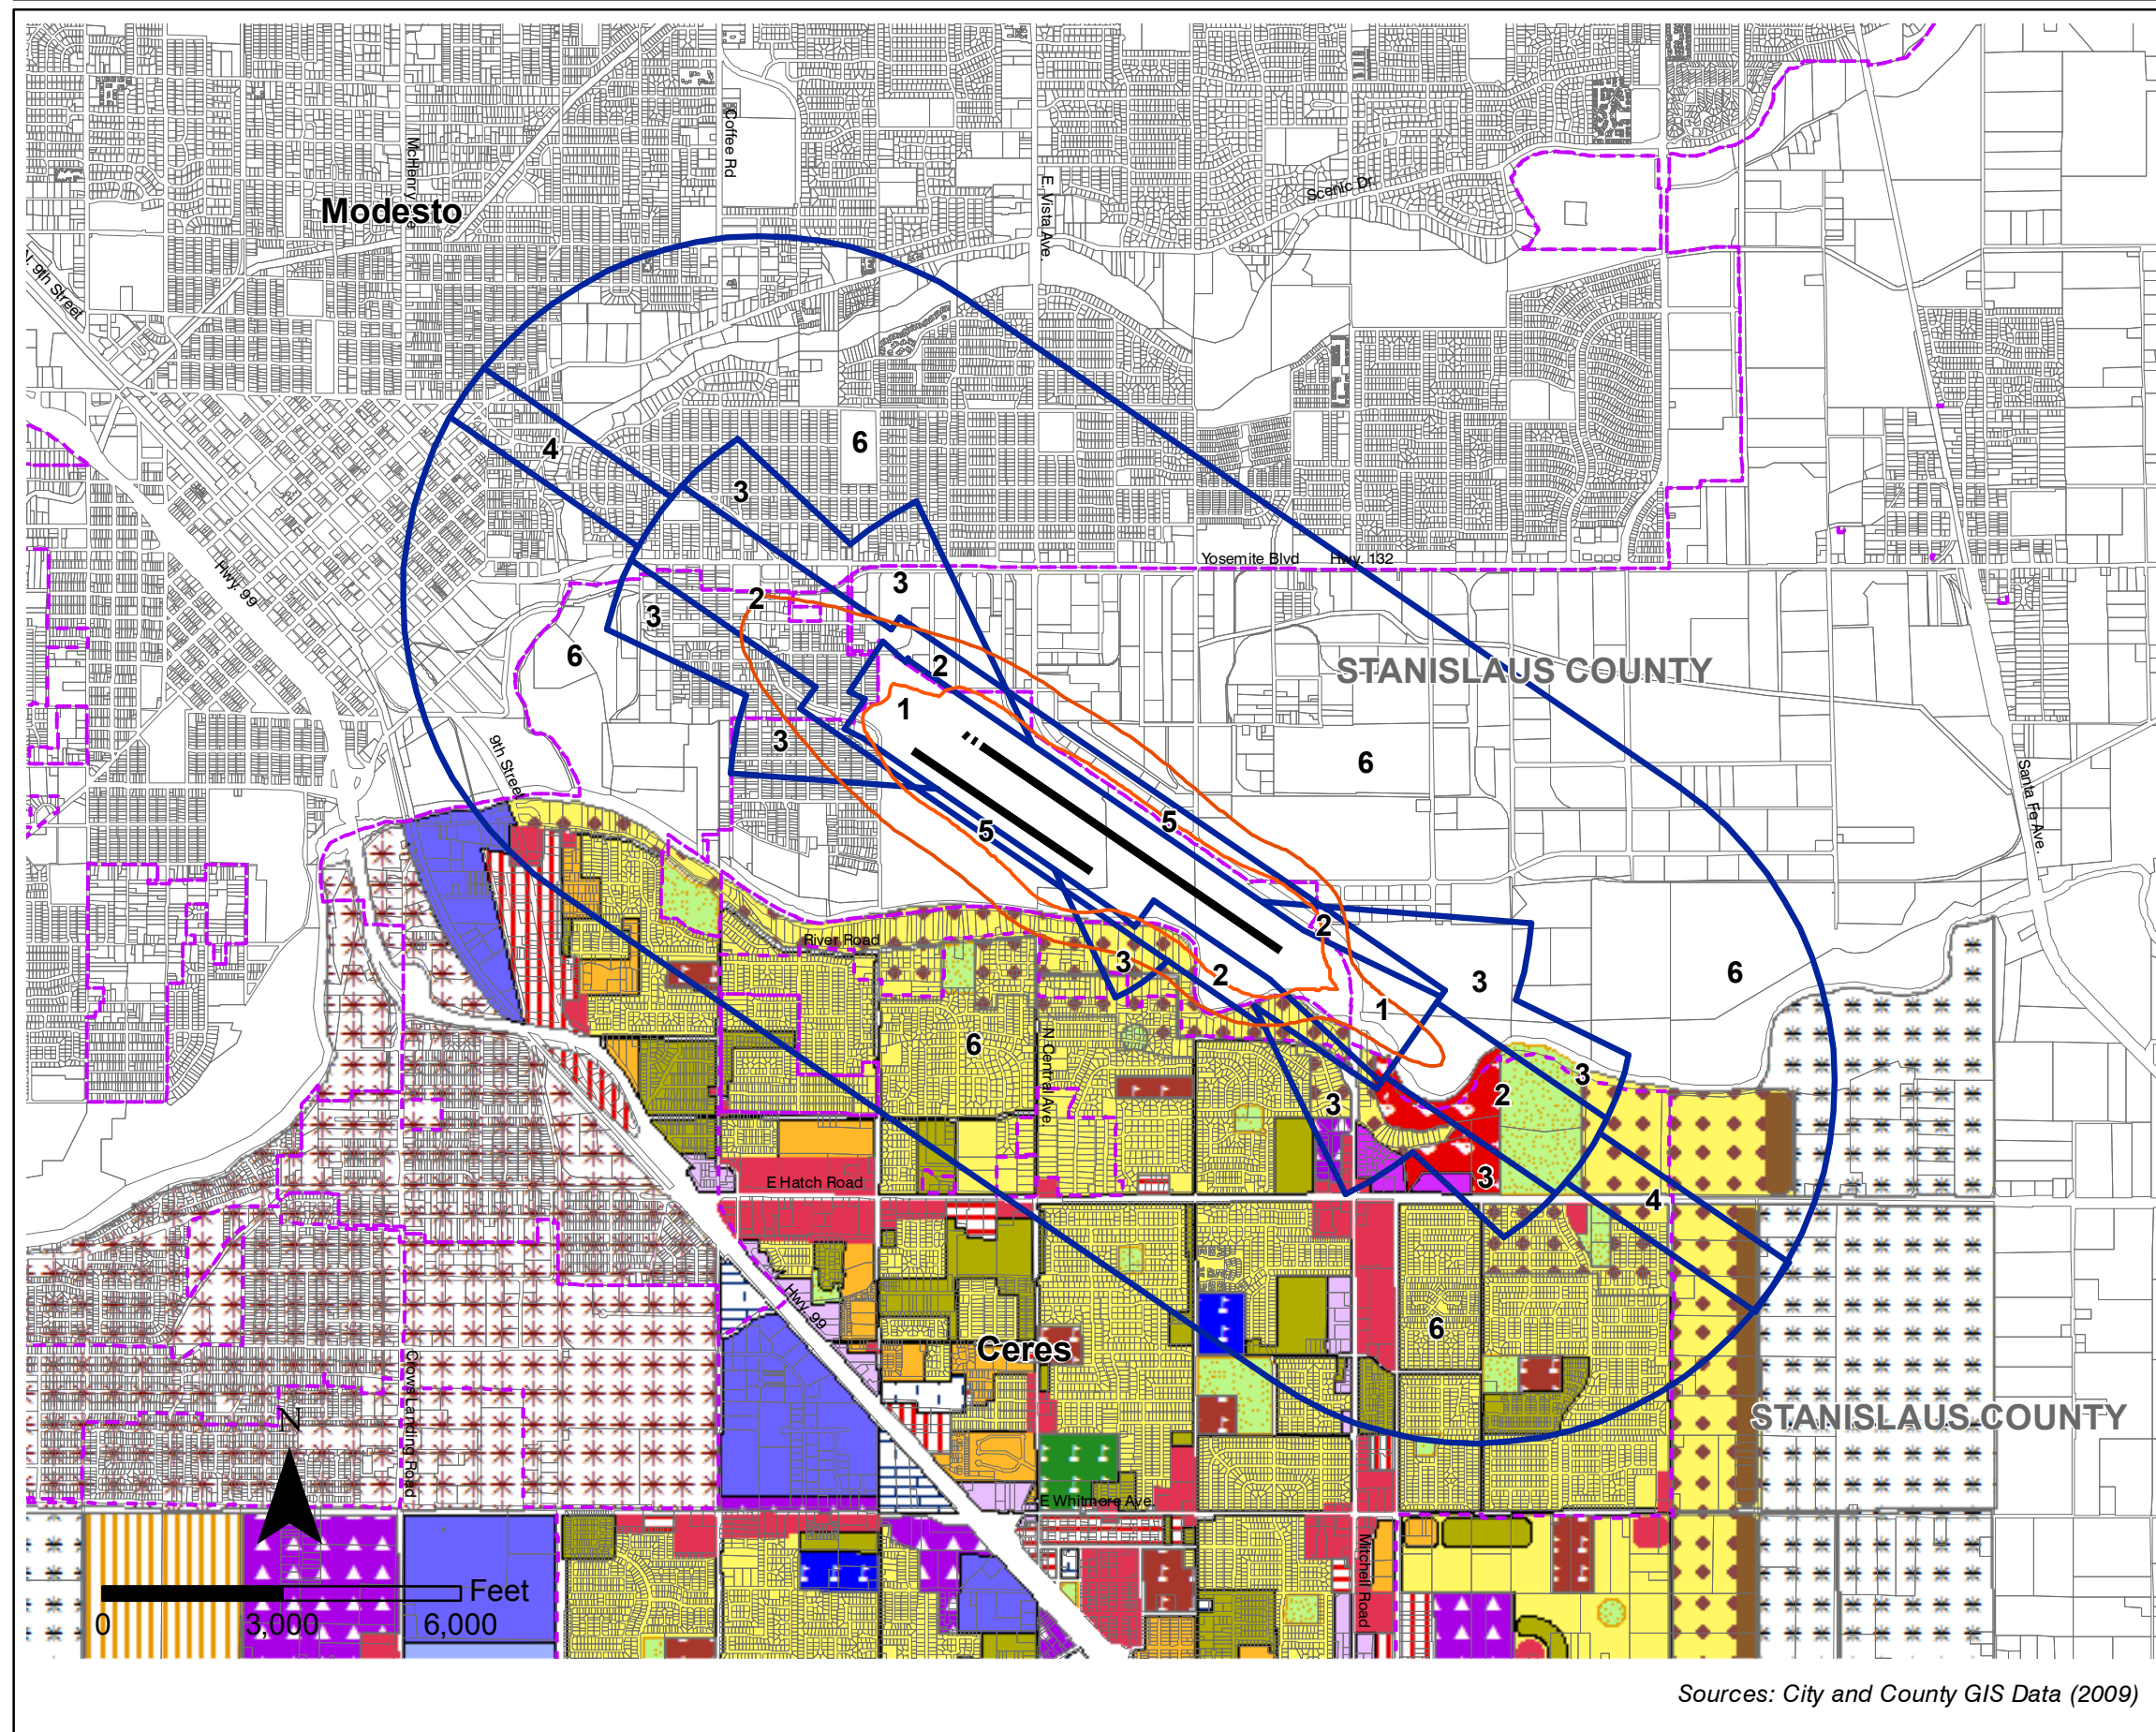 Coffee Rd
McHenry Ave
Modesto
E. Vista Ave.
Scenic Dr.
N. 9th Street
4
6
3
Hwy. 99
Yosemite Blvd Hwy. 132
3
2
3
6
2
STANISLAUS COUNTY
1
3
9th Street
6
Santa Fe Ave.
5
5
2
River Road
3
2
3
6
1
6
N Central Ave.
2
3
3
E Hatch Road
3
4
Hwy. 99
6
Ceres
Crows Landing Road
N
STANISLAUS COUNTY
E Whitmore Ave.
Mitchell Road
Feet
0 3,000 6,000
Sources: City and County GIS Data (2009)